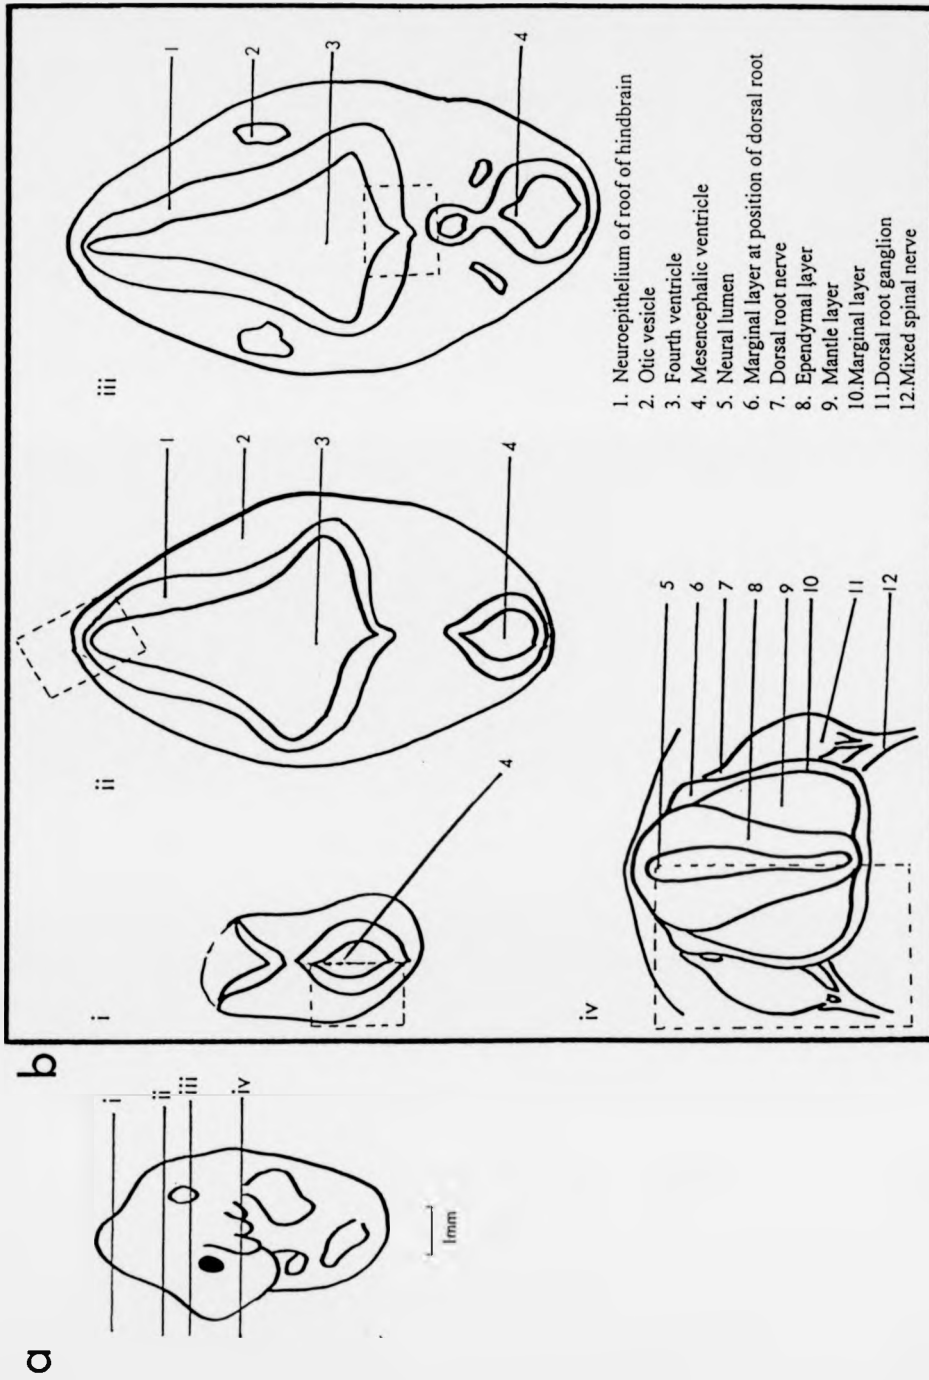 a
i
ii
iii
iv
1mm
b
i
4
ii
1
2
3
4
iii
1
2
3
4
iv
5
6
7
8
9
10
11
12
1. Neuroepithelium of roof of hindbrain
2. Otic vesicle
3. Fourth ventricle
4. Mesencephalic ventricle
5. Neural lumen
6. Marginal layer at position of dorsal root
7. Dorsal root nerve
8. Ependymal layer
9. Mantle layer
10.Marginal layer
11.Dorsal root ganglion
12.Mixed spinal nerve